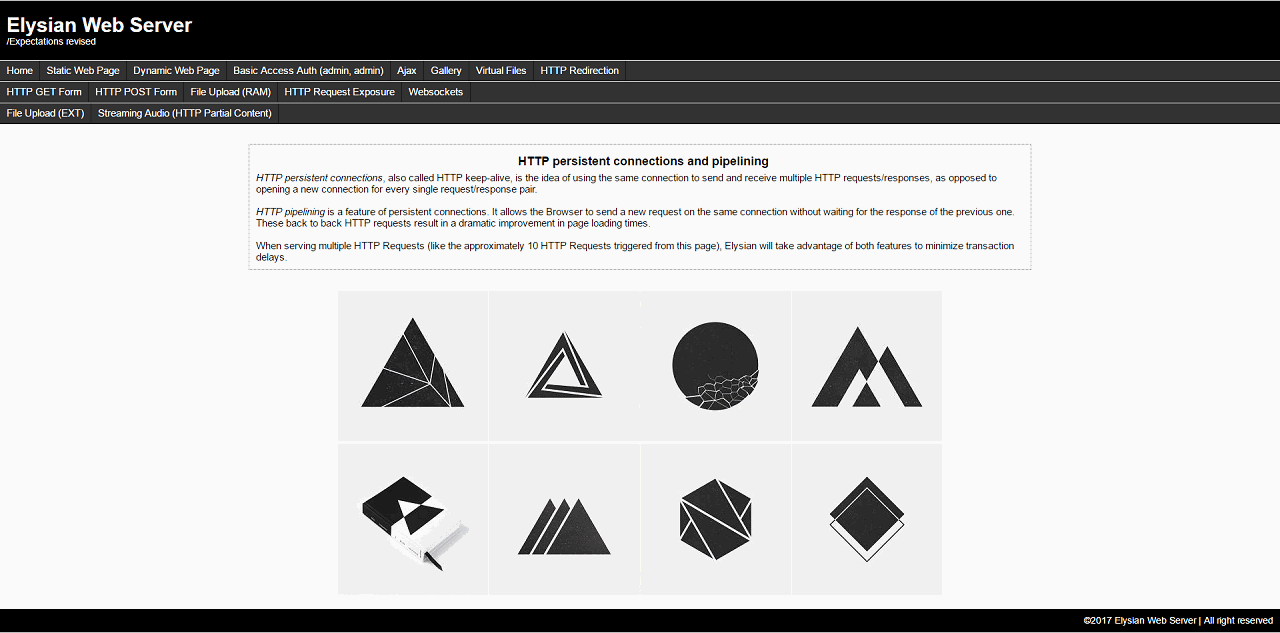 Elysian Web Server
/Expectations revised
Home Static Web Page Dynamic Web Page Basic Access Auth (admin, admin) Ajax Gallery Virtual Files HTTP Redirection
HTTP GET Form HTTP POST Form File Upload (RAM) HTTP Request Exposure Websockets
File Upload (EXT) Streaming Audio (HTTP Partial Content)
HTTP persistent connections and pipelining
HTTP persistent connections, also called HTTP keep-alive, is the idea of using the same connection to send and receive multiple HTTP requests/responses, as opposed to
opening a new connection for every single request/response pair.
HTTP pipelining is a feature of persistent connections. It allows the Browser to send a new request on the same connection without waiting for the response of the previous one.
These back to back HTTP requests result in a dramatic improvement in page loading times.
When serving multiple HTTP Requests (like the approximately 10 HTTP Requests triggered from this page), Elysian will take advantage of both features to minimize transaction
delays.
©2017 Elysian Web Server | All right reserved